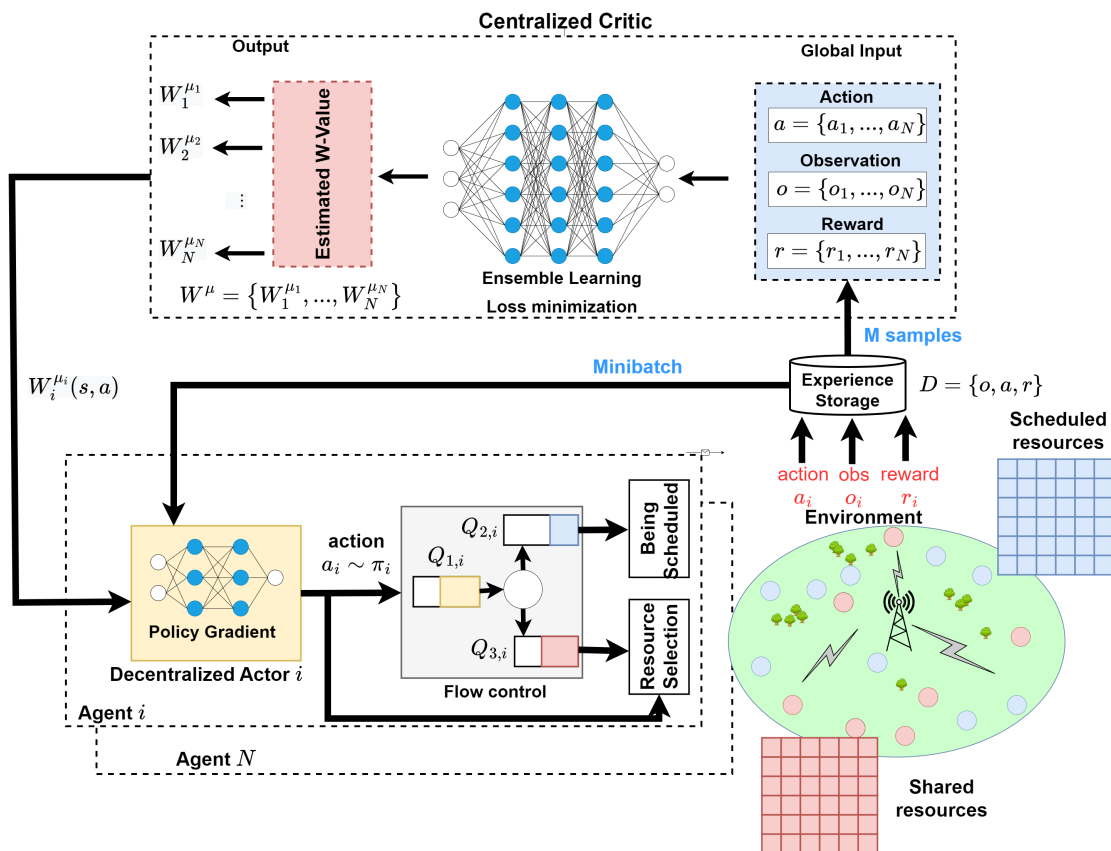 Centralized Critic
Output
Global Input
Action
a = {a_1, ..., a_N}
Observation
o = {o_1, ..., o_N}
Reward
r = {r_1, ..., r_N}
Estimated W-Value
W_1^{μ_1}
W_2^{μ_2}
...
W_N^{μ_N}
W^μ = {W_1^{μ_1}, ..., W_N^{μ_N}}
Ensemble Learning
Loss minimization
M samples
Minibatch
W_i^{μ_i}(s, a)
Experience
Storage
D = {o, a, r}
Scheduled
resources
action
a_i
obs
o_i
reward
r_i
Environment
Policy Gradient
Decentralized Actor i
action
a_i ∼ π_i
Q_{1,i}
Q_{2,i}
Q_{3,i}
Flow control
Being
Scheduled
Resource
Selection
Agent i
Agent N
Shared
resources